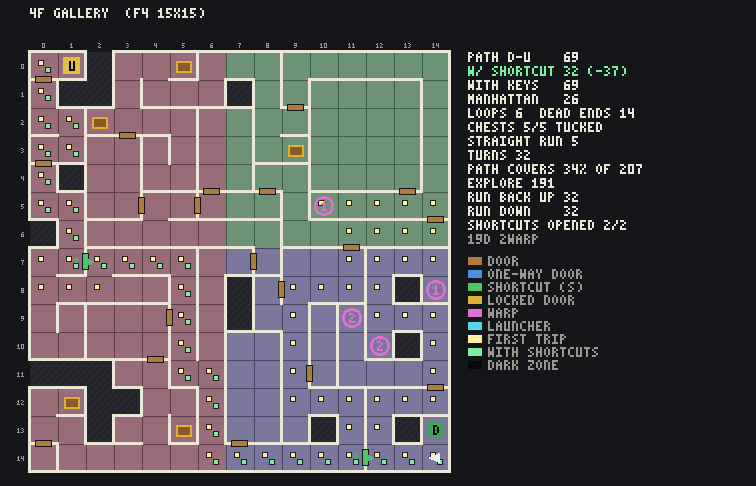 4F GALLERY (F4 15X15)
0 1 2 3 4 5 6 7 8 9 10 11 12 13 14
0
U
1
2
3
4
5
1
6
7
8
1
9
2
10
2
11
12
13
D
14
PATH D-U 69
W/ SHORTCUT 32 (-37)
WITH KEYS 69
MANHATTAN 26
LOOPS 6 DEAD ENDS 14
CHESTS 5/5 TUCKED
STRAIGHT RUN 5
TURNS 32
PATH COVERS 34% OF 207
EXPLORE 191
RUN BACK UP 32
RUN DOWN 32
SHORTCUTS OPENED 2/2
19D 2WARP
DOOR
ONE-WAY DOOR
SHORTCUT (S)
LOCKED DOOR
WARP
LAUNCHER
FIRST TRIP
WITH SHORTCUTS
DARK ZONE